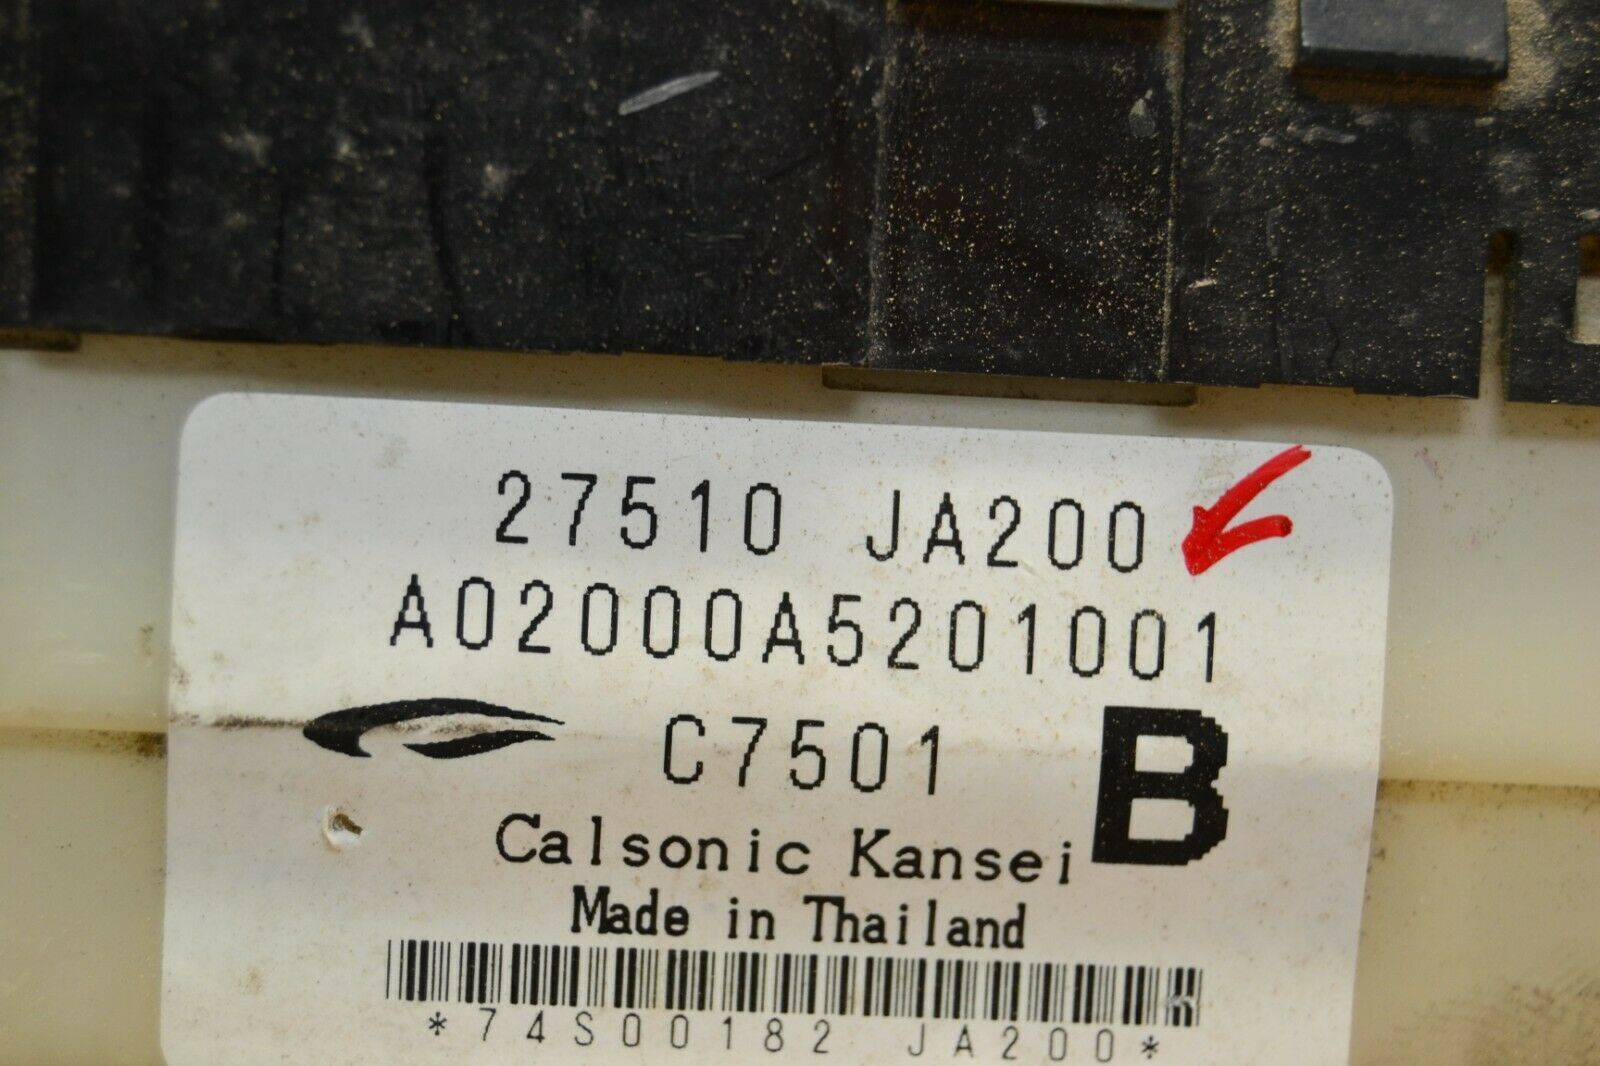 27510 JA200
A02000A5201001
C7501 B
Calsonic Kansei
Made in Thailand
*74S00182 JA200*